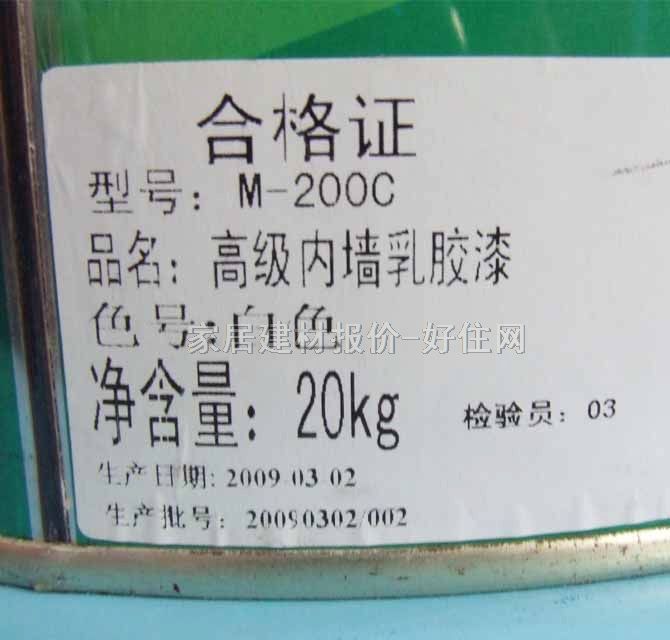 合格证
型号：M-200C
品名：高级内墙乳胶漆
色号：白色
家居建材报价-好住网
净含量：20kg
检验员：03
生产日期：2009-03-02
生产批号：20090302/002